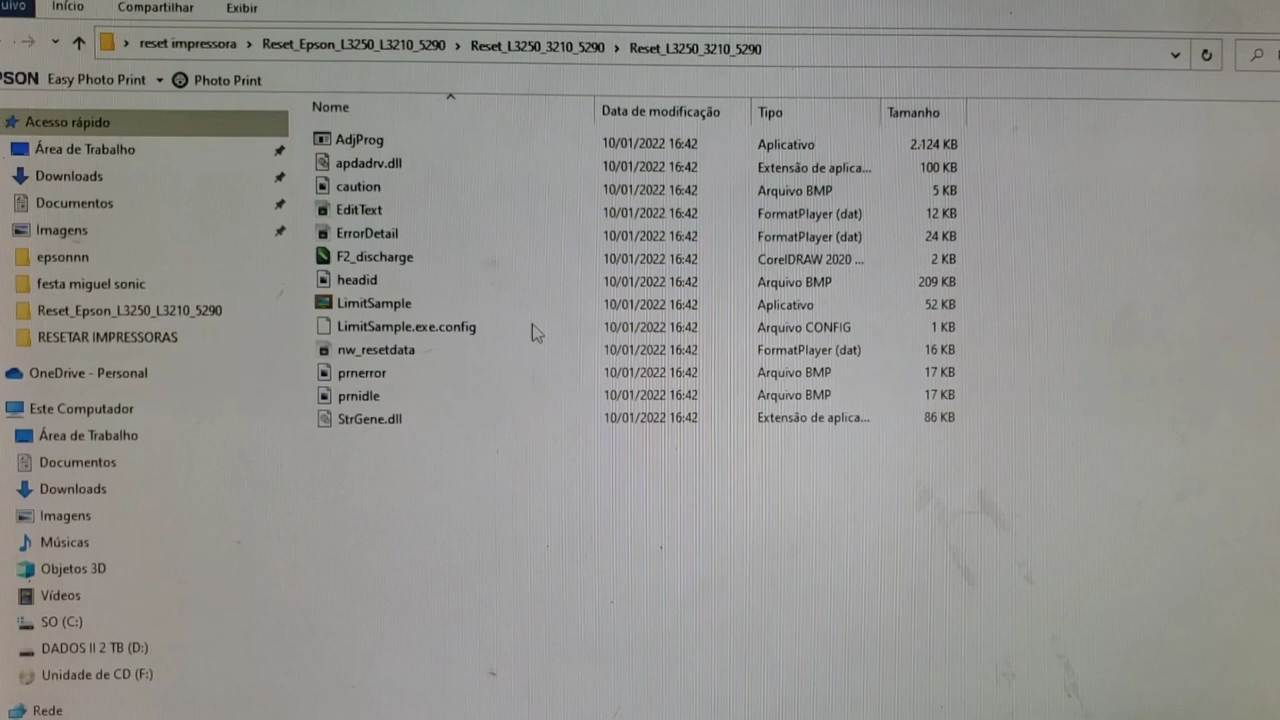 Início Compartilhar Exibir
reset impressora > Reset_Epson_L3250_L3210_5290 > Reset_L3250_3210_5290 > Reset_L3250_3210_5290
PSON Easy Photo Print Photo Print
Nome Data de modificação Tipo Tamanho
Acesso rápido
Área de Trabalho
Downloads
Documentos
Imagens
epsonnn
festa miguel sonic
Reset_Epson_L3250_L3210_5290
RESETAR IMPRESSORAS
OneDrive - Personal
Este Computador
Área de Trabalho
Documentos
Downloads
Imagens
Músicas
Objetos 3D
Vídeos
SO (C:)
DADOS II 2 TB (D:)
Unidade de CD (F:)
Rede
AdjProg 10/01/2022 16:42 Aplicativo 2.124 KB
apdadrv.dll 10/01/2022 16:42 Extensão de aplica... 100 KB
caution 10/01/2022 16:42 Arquivo BMP 5 KB
EditText 10/01/2022 16:42 FormatPlayer (dat) 12 KB
ErrorDetail 10/01/2022 16:42 FormatPlayer (dat) 24 KB
F2_discharge 10/01/2022 16:42 CorelDRAW 2020 ... 2 KB
headid 10/01/2022 16:42 Arquivo BMP 209 KB
LimitSample 10/01/2022 16:42 Aplicativo 52 KB
LimitSample.exe.config 10/01/2022 16:42 Arquivo CONFIG 1 KB
nw_resetdata 10/01/2022 16:42 FormatPlayer (dat) 16 KB
prnerror 10/01/2022 16:42 Arquivo BMP 17 KB
prnidle 10/01/2022 16:42 Arquivo BMP 17 KB
StrGene.dll 10/01/2022 16:42 Extensão de aplica... 86 KB